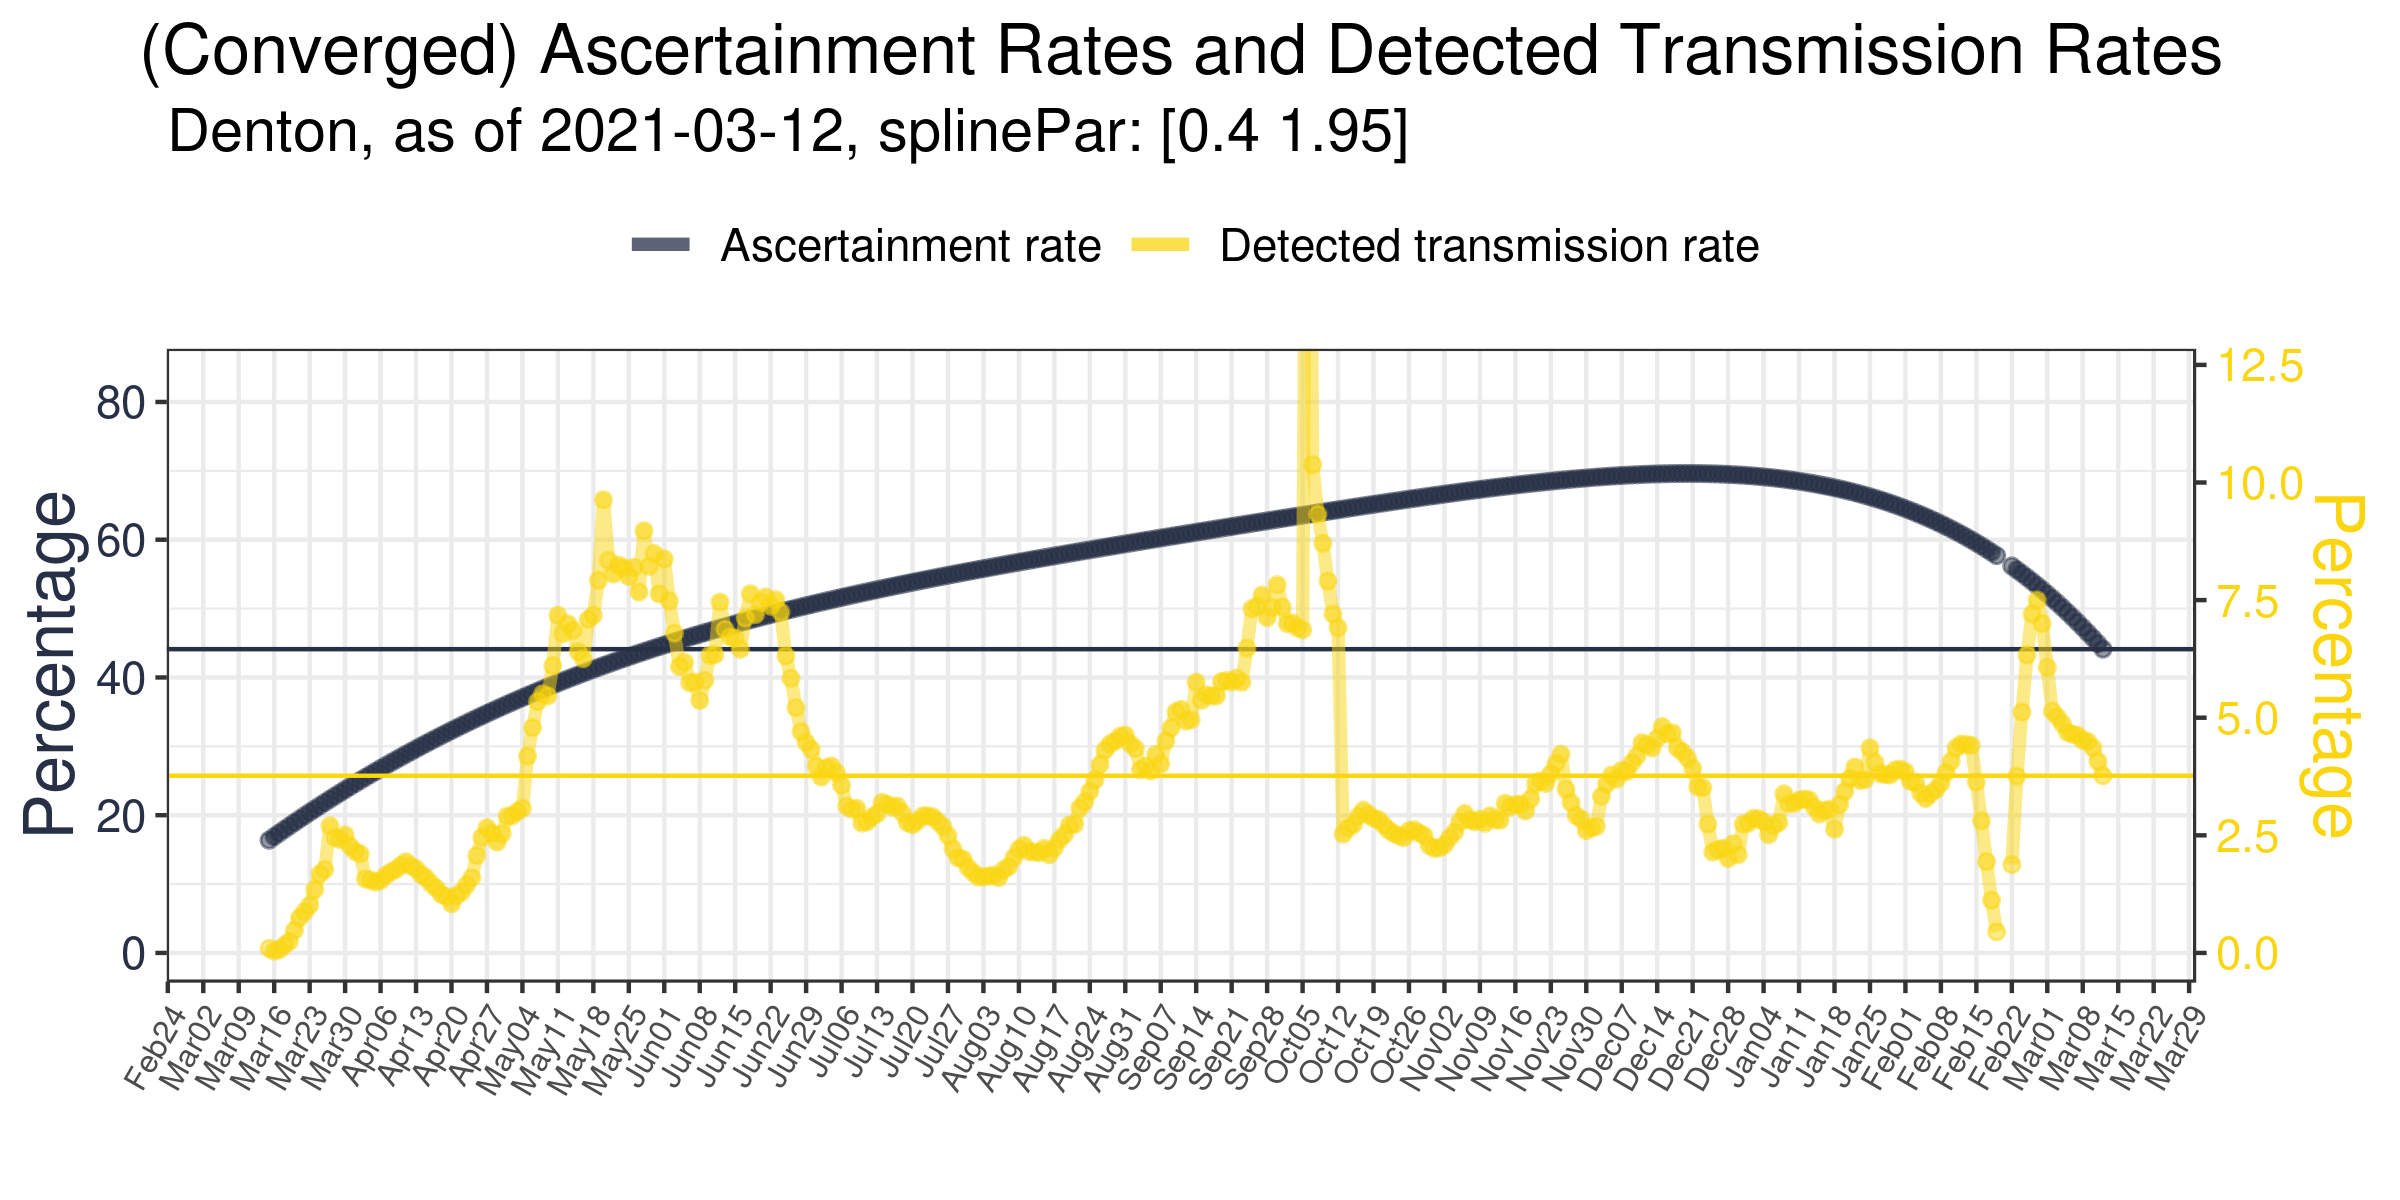 (Converged) Ascertainment Rates and Detected Transmission Rates
Denton, as of 2021-03-12, splinePar: [0.4 1.95]
Ascertainment rate
Detected transmission rate
Percentage
80
60
40
20
0
12.5
10.0
7.5
5.0
2.5
0.0
Percentage
Feb24
Mar02
Mar09
Mar16
Mar23
Mar30
Apr06
Apr13
Apr20
Apr27
May04
May11
May18
May25
Jun01
Jun08
Jun15
Jun22
Jun29
Jul06
Jul13
Jul20
Jul27
Aug03
Aug10
Aug17
Aug24
Aug31
Sep07
Sep14
Sep21
Sep28
Oct05
Oct12
Oct19
Oct26
Nov02
Nov09
Nov16
Nov23
Nov30
Dec07
Dec14
Dec21
Dec28
Jan04
Jan11
Jan18
Jan25
Feb01
Feb08
Feb15
Feb22
Mar01
Mar08
Mar15
Mar22
Mar29